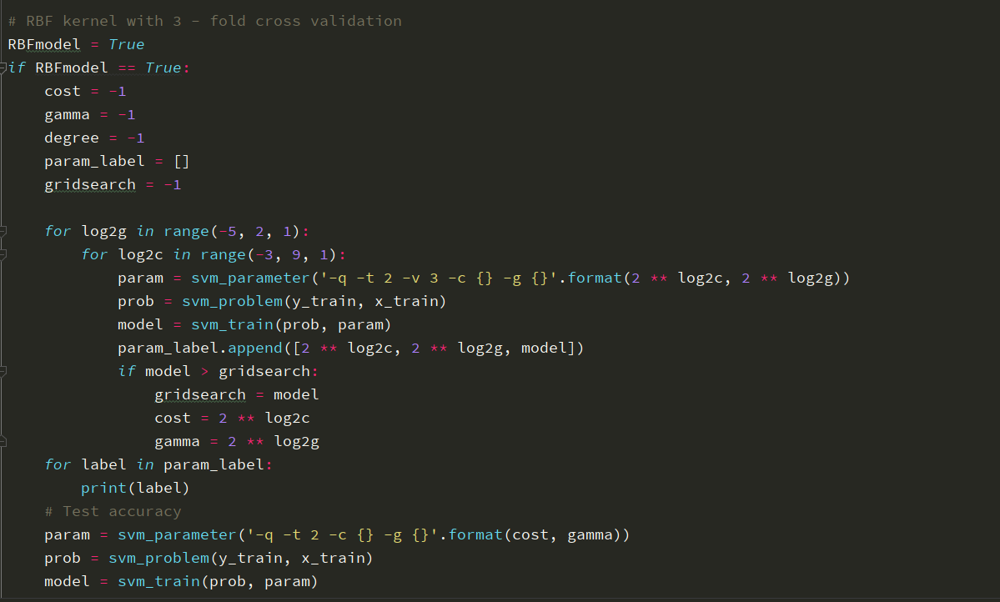 # RBF kernel with 3 - fold cross validation
RBFmodel = True
if RBFmodel == True:
    cost = -1
    gamma = -1
    degree = -1
    param_label = []
    gridsearch = -1

    for log2g in range(-5, 2, 1):
        for log2c in range(-3, 9, 1):
            param = svm_parameter('-q -t 2 -v 3 -c {} -g {}'.format(2 ** log2c, 2 ** log2g))
            prob = svm_problem(y_train, x_train)
            model = svm_train(prob, param)
            param_label.append([2 ** log2c, 2 ** log2g, model])
            if model > gridsearch:
                gridsearch = model
                cost = 2 ** log2c
                gamma = 2 ** log2g
    for label in param_label:
        print(label)
    # Test accuracy
    param = svm_parameter('-q -t 2 -c {} -g {}'.format(cost, gamma))
    prob = svm_problem(y_train, x_train)
    model = svm_train(prob, param)